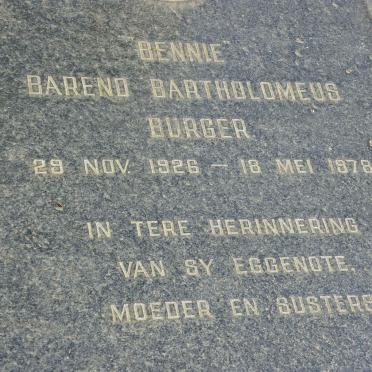 "BENNIE"
BAREND BARTHOLOMEUS
BURGER
29 NOV. 1926 — 18 MEI 1978
IN TERE HERINNERING
VAN SY EGGENOTE,
MOEDER EN SUSTERS